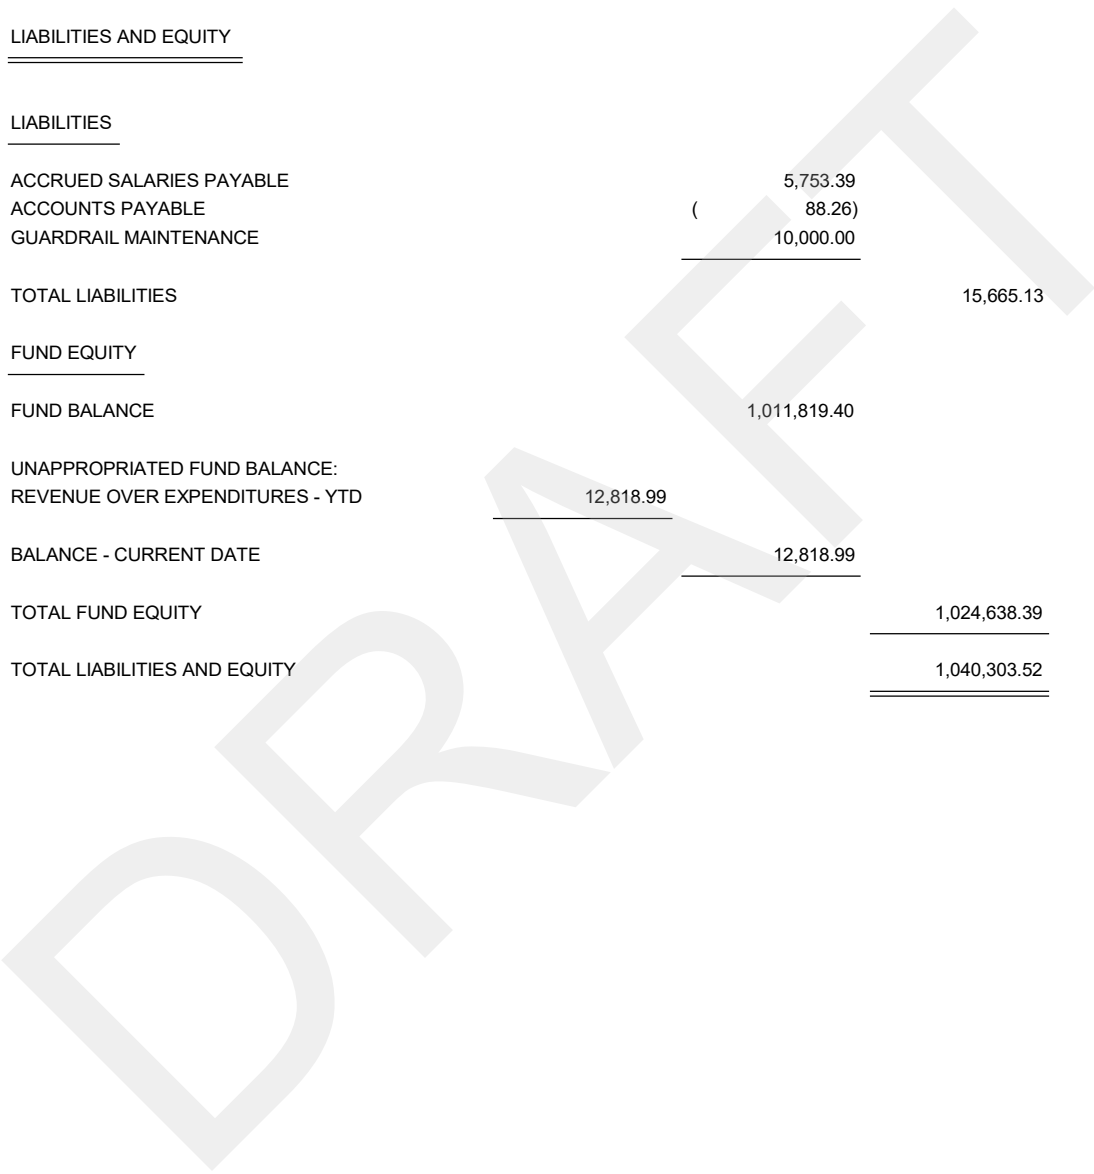 LIABILITIES AND EQUITY
LIABILITIES
ACCRUED SALARIES PAYABLE 5,753.39
ACCOUNTS PAYABLE ( 88.26)
GUARDRAIL MAINTENANCE 10,000.00
TOTAL LIABILITIES 15,665.13
FUND EQUITY
FUND BALANCE 1,011,819.40
UNAPPROPRIATED FUND BALANCE:
REVENUE OVER EXPENDITURES - YTD 12,818.99
BALANCE - CURRENT DATE 12,818.99
TOTAL FUND EQUITY 1,024,638.39
TOTAL LIABILITIES AND EQUITY 1,040,303.52
DRAFT